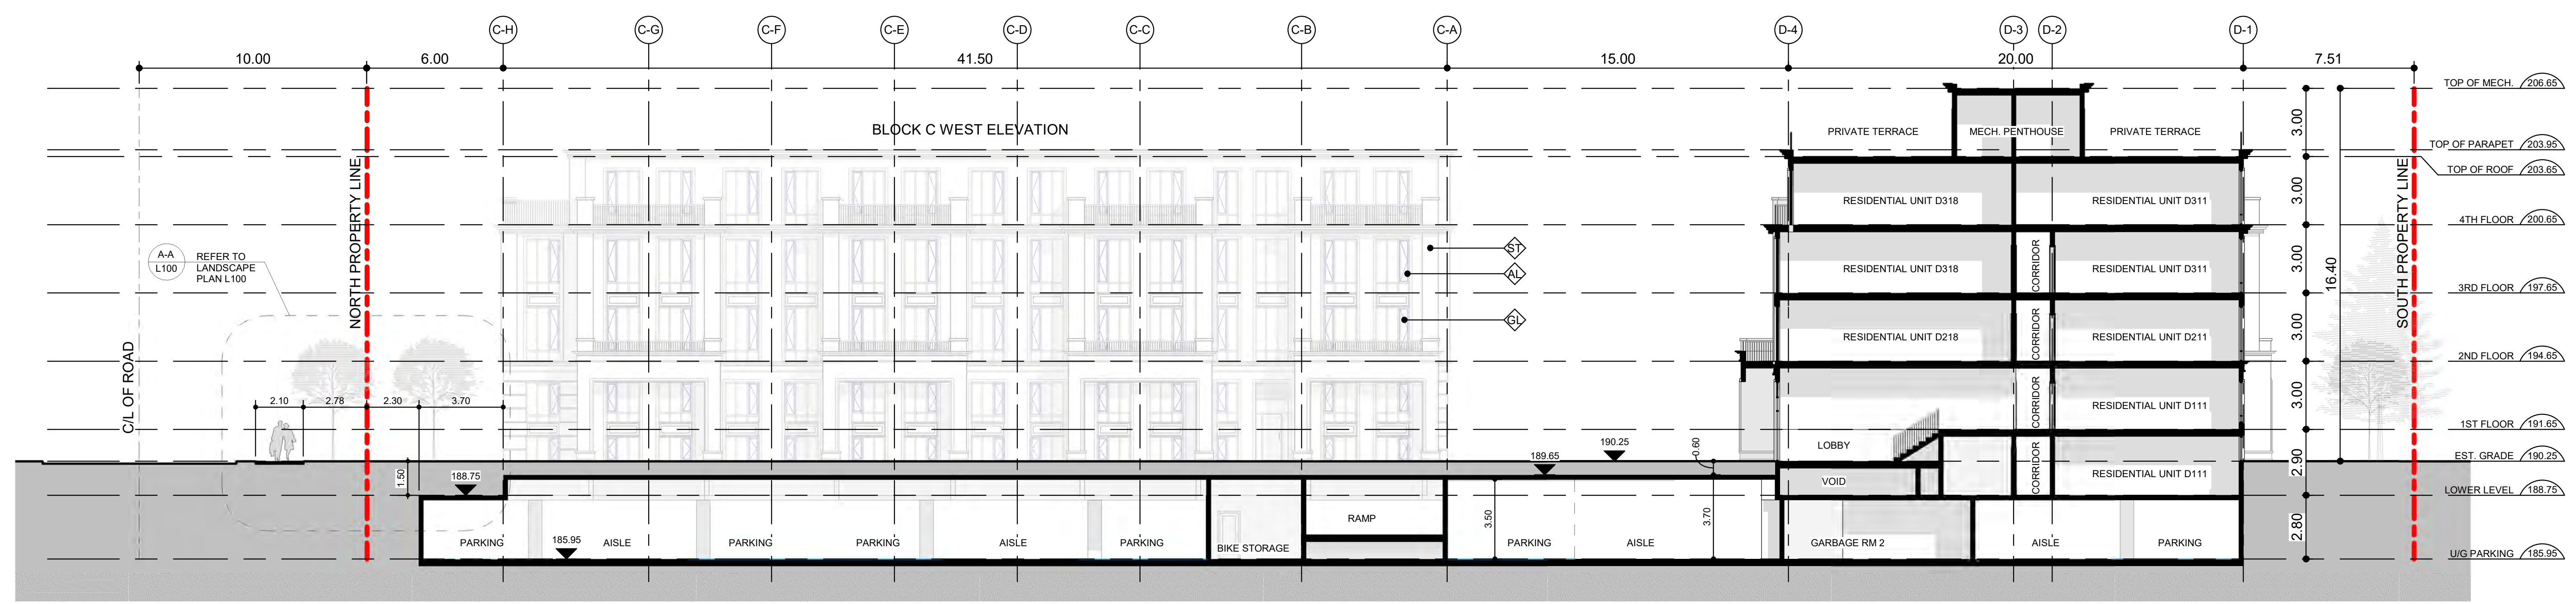 C-H
C-G
C-F
C-E
C-D
C-C
C-B
C-A
D-4
D-3
D-2
D-1
10.00
6.00
41.50
15.00
20.00
7.51
TOP OF MECH. 206.65
BLOCK C WEST ELEVATION
PRIVATE TERRACE
MECH. PENTHOUSE
PRIVATE TERRACE
3.00
TOP OF PARAPET 203.95
TOP OF ROOF 203.65
RESIDENTIAL UNIT D318
RESIDENTIAL UNIT D311
3.00
4TH FLOOR 200.65
NORTH PROPERTY LINE
SOUTH PROPERTY LINE
A-A
L100
REFER TO
LANDSCAPE
PLAN L100
ST
AL
GL
RESIDENTIAL UNIT D318
CORRIDOR
RESIDENTIAL UNIT D311
3.00
16.40
3RD FLOOR 197.65
RESIDENTIAL UNIT D218
CORRIDOR
RESIDENTIAL UNIT D211
3.00
2ND FLOOR 194.65
C/L OF ROAD
2.10
2.78
2.30
3.70
CORRIDOR
RESIDENTIAL UNIT D111
3.00
1ST FLOOR 191.65
LOBBY
190.25
0.60
189.65
EST. GRADE 190.25
1.50
188.75
VOID
CORRIDOR
RESIDENTIAL UNIT D111
2.90
LOWER LEVEL 188.75
RAMP
3.50
3.70
2.80
PARKING
185.95
AISLE
PARKING
PARKING
AISLE
PARKING
BIKE STORAGE
PARKING
AISLE
GARBAGE RM 2
AISLE
PARKING
U/G PARKING 185.95